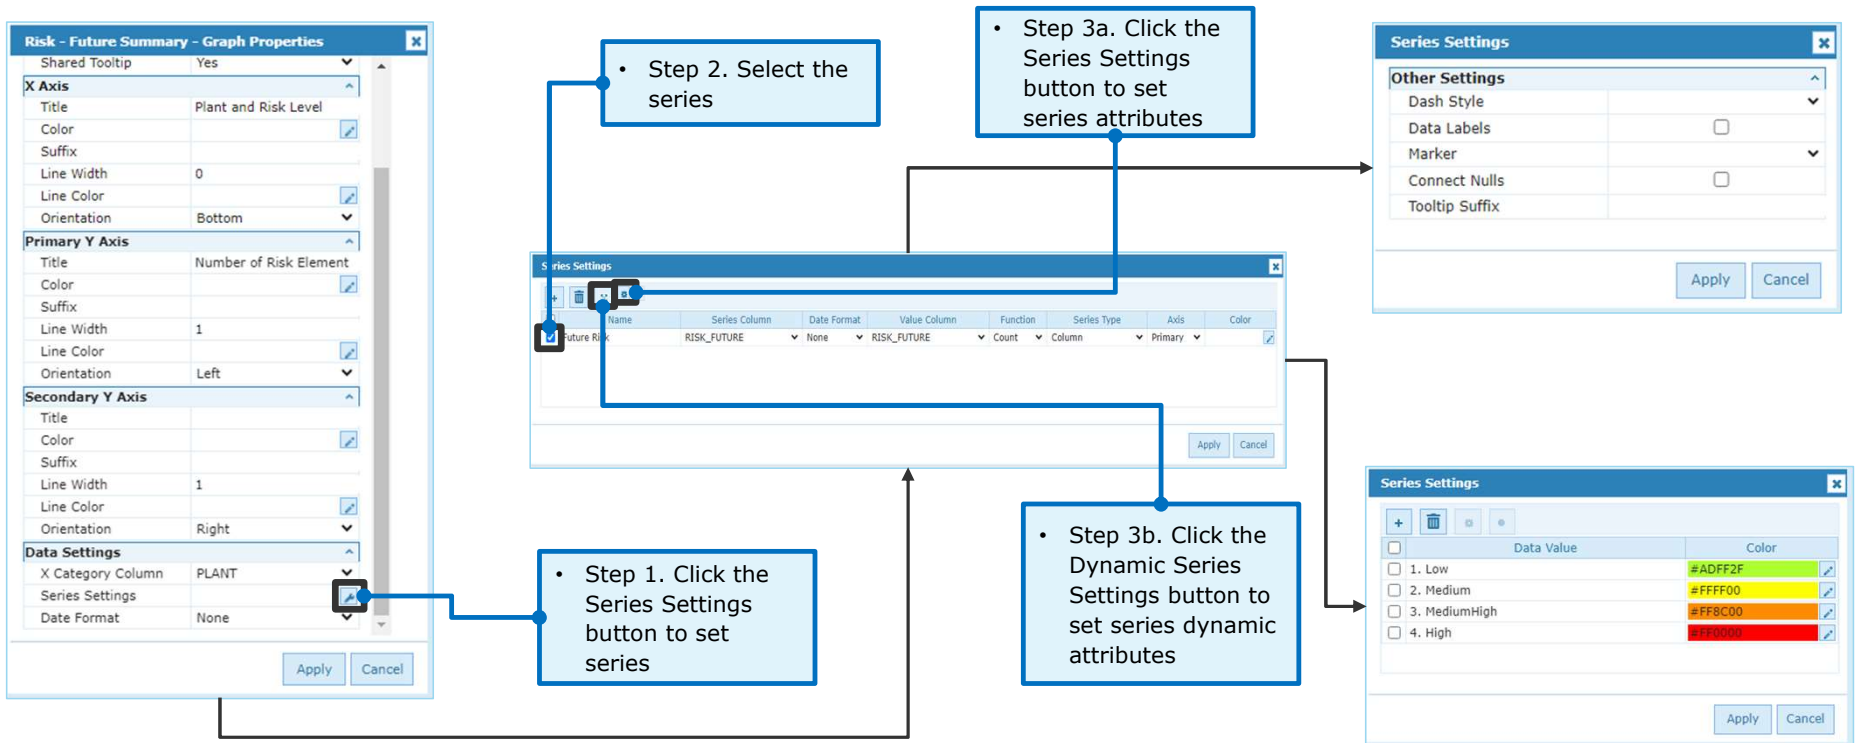 Risk - Future Summary - Graph Properties
Shared Tooltip Yes
X Axis
Title Plant and Risk Level
Color
Suffix
Line Width 0
Line Color
Orientation Bottom
Primary Y Axis
Title Number of Risk Element
Color
Suffix
Line Width 1
Line Color
Orientation Left
Secondary Y Axis
Title
Color
Suffix
Line Width 1
Line Color
Orientation Right
Data Settings
X Category Column PLANT
Series Settings
Date Format None
Apply Cancel
• Step 1. Click the
Series Settings
button to set
series
• Step 2. Select the
series
• Step 3a. Click the
Series Settings
button to set
series attributes
Series Settings
Name Series Column Date Format Value Column Function Series Type Axis Color
Future Risk RISK_FUTURE None RISK_FUTURE Count Column Primary
Apply Cancel
• Step 3b. Click the
Dynamic Series
Settings button to
set series dynamic
attributes
Series Settings
Other Settings
Dash Style
Data Labels
Marker
Connect Nulls
Tooltip Suffix
Apply Cancel
Series Settings
Data Value Color
1. Low #ADFF2F
2. Medium #FFFF00
3. MediumHigh #FF8C00
4. High #FF0000
Apply Cancel